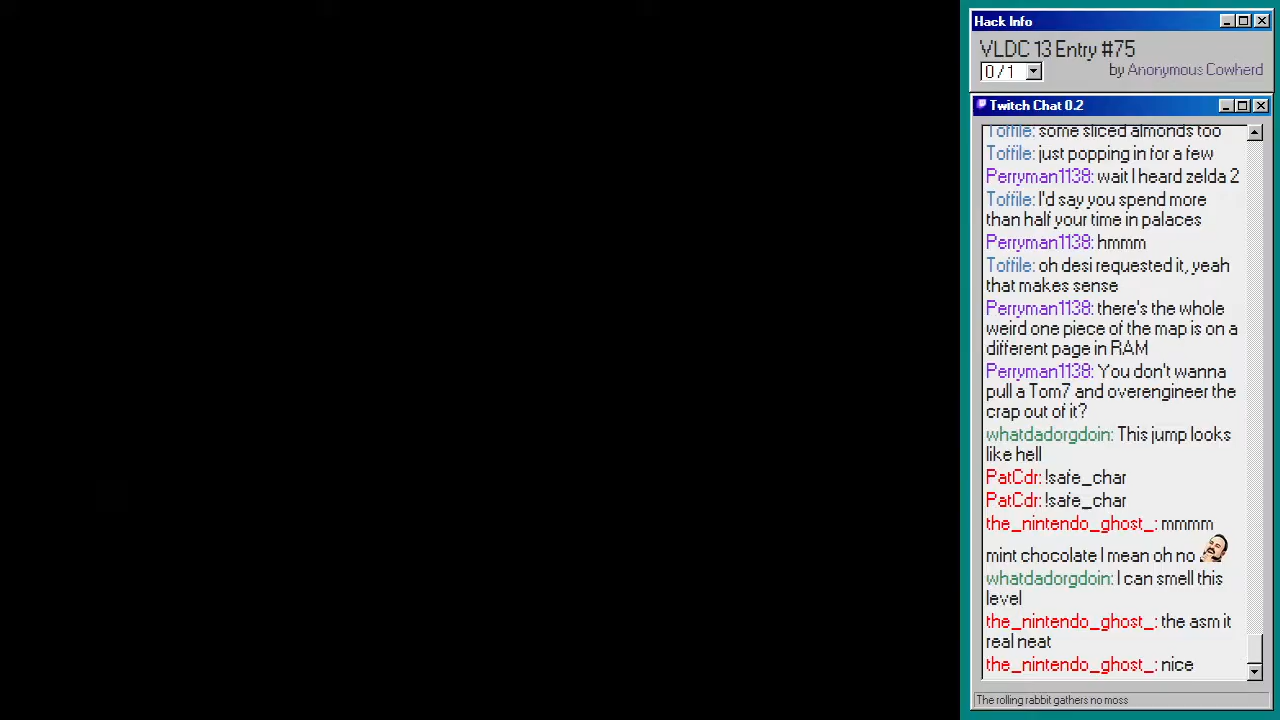 Hack Info
VLDC 13 Entry #75
0/1
by Anonymous Cowherd
Twitch Chat 0.2
Toffile: some sliced almonds too
Toffile: just popping in for a few
Perryman1138: wait I heard zelda 2
Toffile: I'd say you spend more
than half your time in palaces
Perryman1138: hmmm
Toffile: oh desi requested it, yeah
that makes sense
Perryman1138: there's the whole
weird one piece of the map is on a
different page in RAM
Perryman1138: You don't wanna
pull a Tom7 and overengineer the
crap out of it?
whatdadorgdoin: This jump looks
like hell
PatCdr: !safe_char
PatCdr: !safe_char
the_nintendo_ghost_: mmmm
mint chocolate I mean oh no
whatdadorgdoin: I can smell this
level
the_nintendo_ghost_: the asm it
real neat
the_nintendo_ghost_: nice
The rolling rabbit gathers no moss